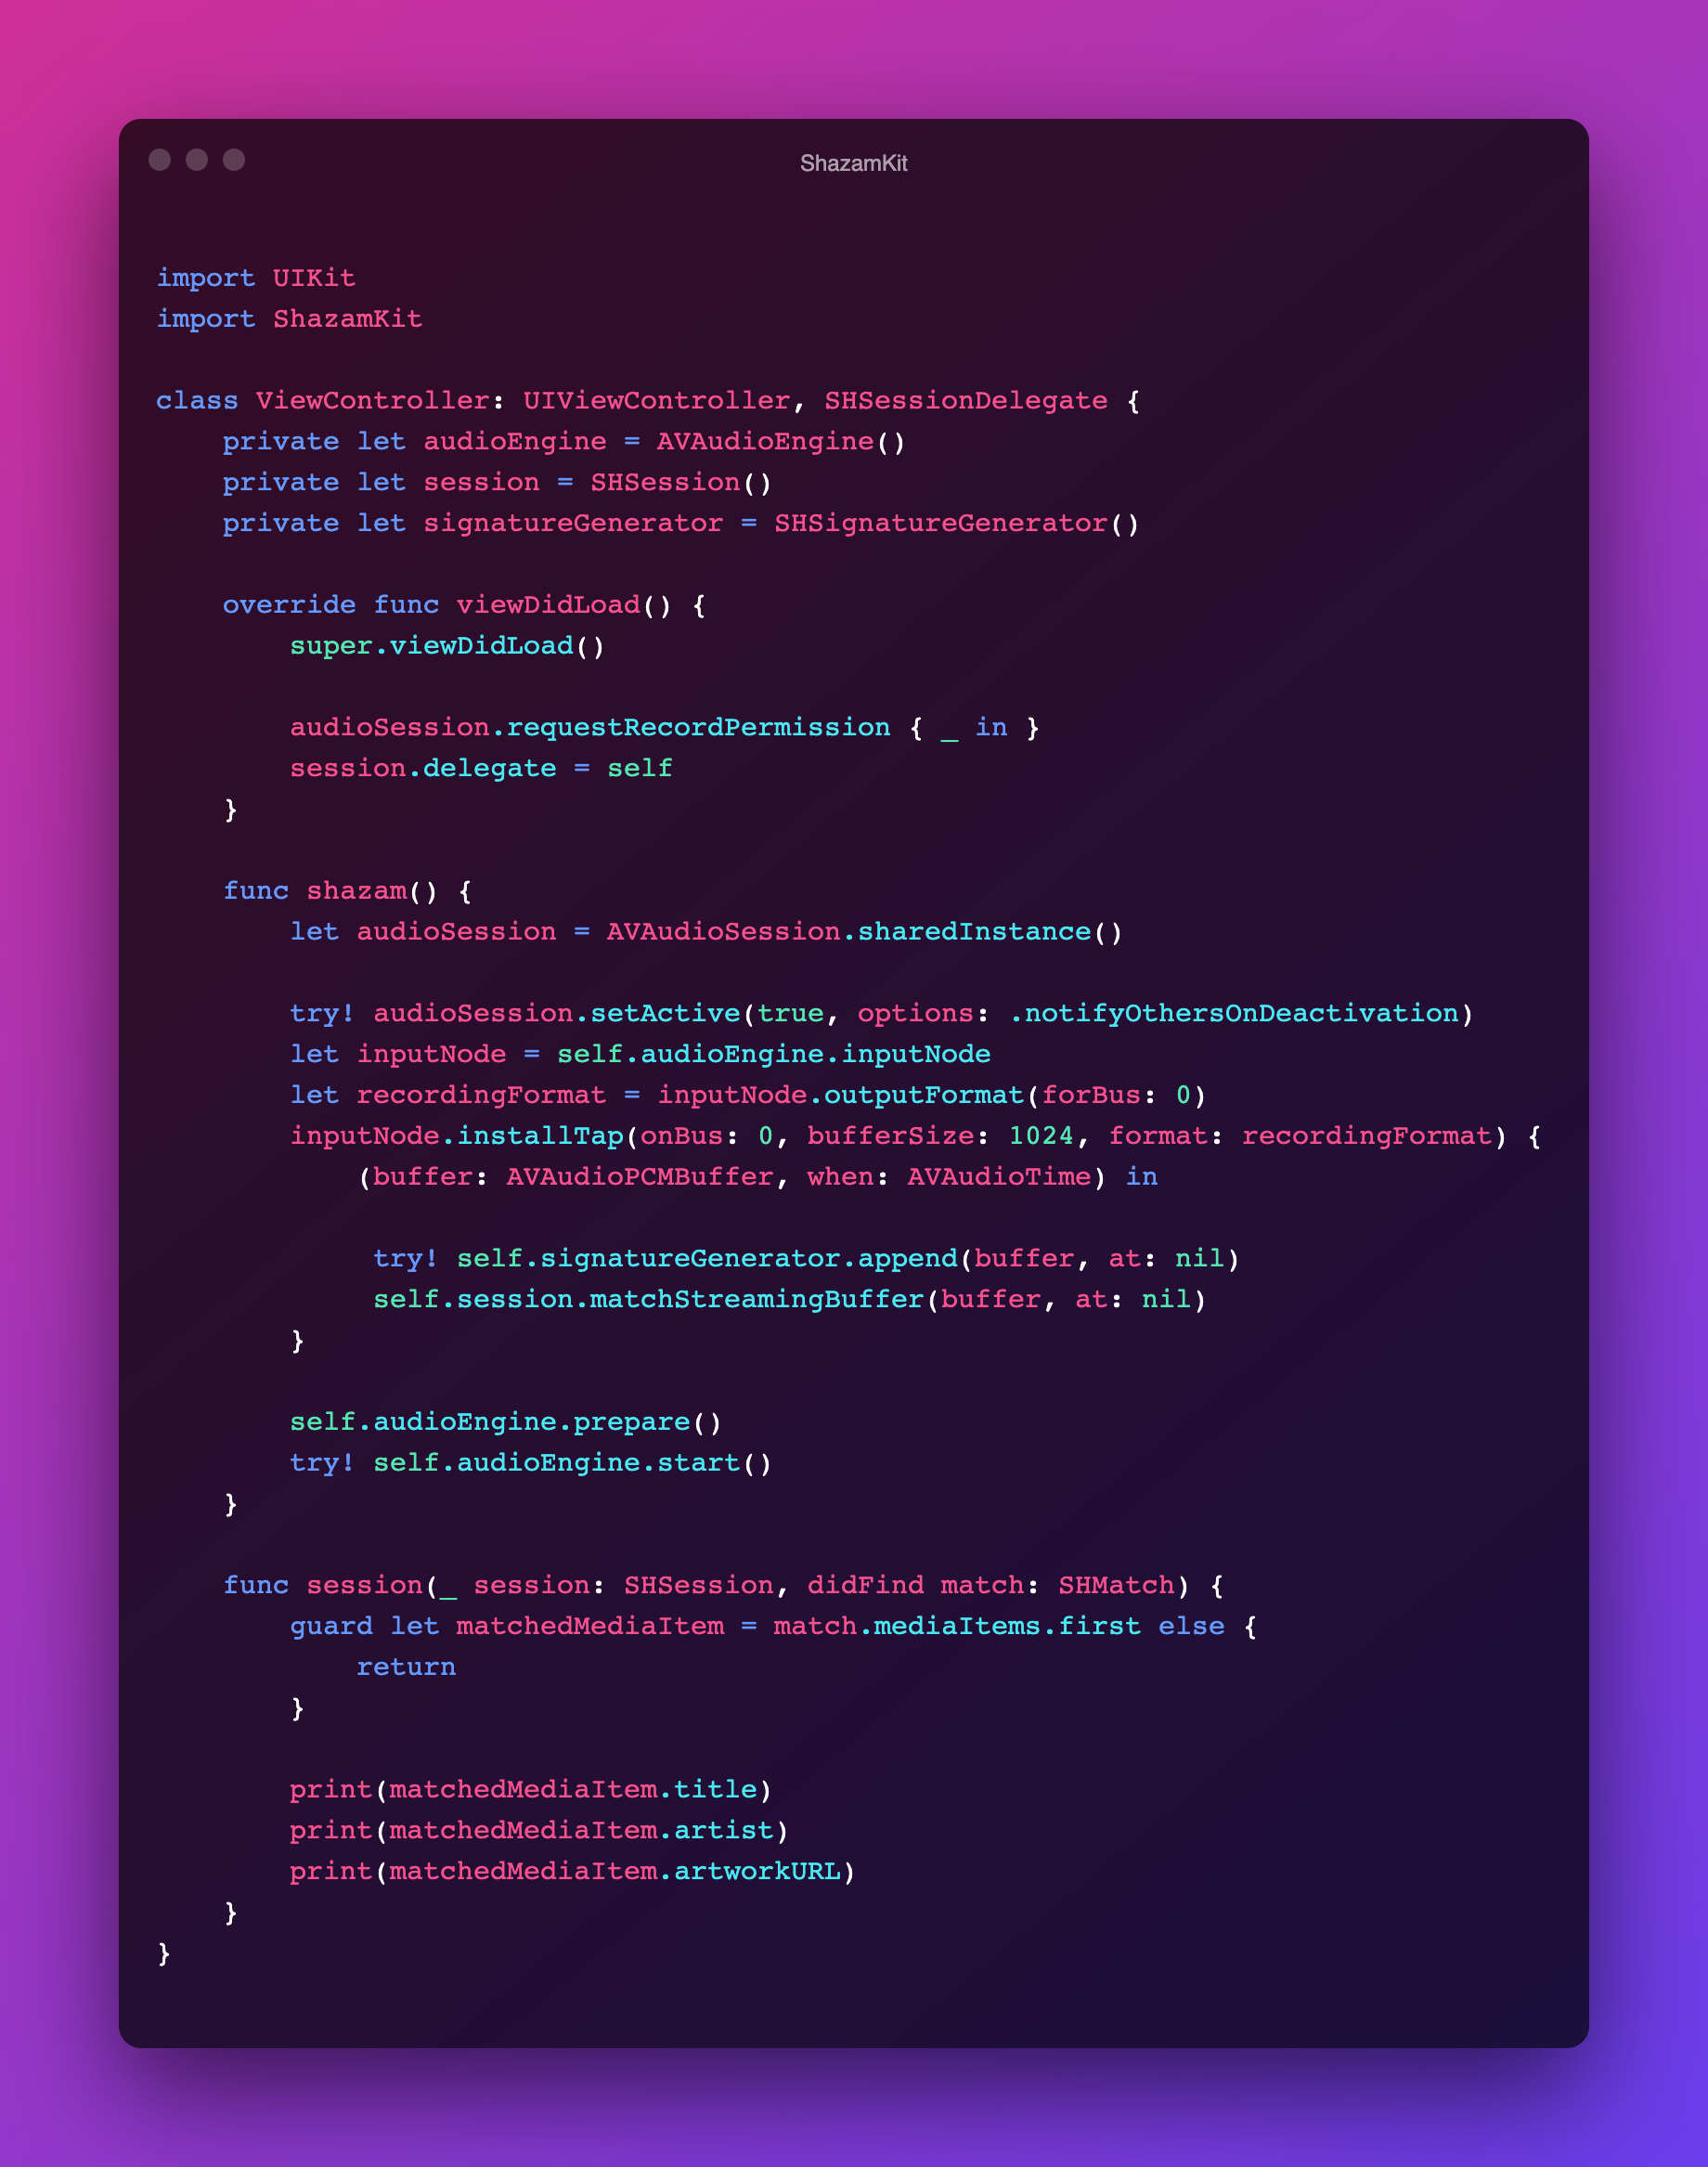 ShazamKit
import UIKit
import ShazamKit
class ViewController: UIViewController, SHSessionDelegate {
    private let audioEngine = AVAudioEngine()
    private let session = SHSession()
    private let signatureGenerator = SHSignatureGenerator()
    override func viewDidLoad() {
        super.viewDidLoad()
        audioSession.requestRecordPermission { _ in }
        session.delegate = self
    }
    func shazam() {
        let audioSession = AVAudioSession.sharedInstance()
        try! audioSession.setActive(true, options: .notifyOthersOnDeactivation)
        let inputNode = self.audioEngine.inputNode
        let recordingFormat = inputNode.outputFormat(forBus: 0)
        inputNode.installTap(onBus: 0, bufferSize: 1024, format: recordingFormat) {
            (buffer: AVAudioPCMBuffer, when: AVAudioTime) in
             try! self.signatureGenerator.append(buffer, at: nil)
             self.session.matchStreamingBuffer(buffer, at: nil)
        }
        self.audioEngine.prepare()
        try! self.audioEngine.start()
    }
    func session(_ session: SHSession, didFind match: SHMatch) {
        guard let matchedMediaItem = match.mediaItems.first else {
            return
        }
        print(matchedMediaItem.title)
        print(matchedMediaItem.artist)
        print(matchedMediaItem.artworkURL)
    }
}